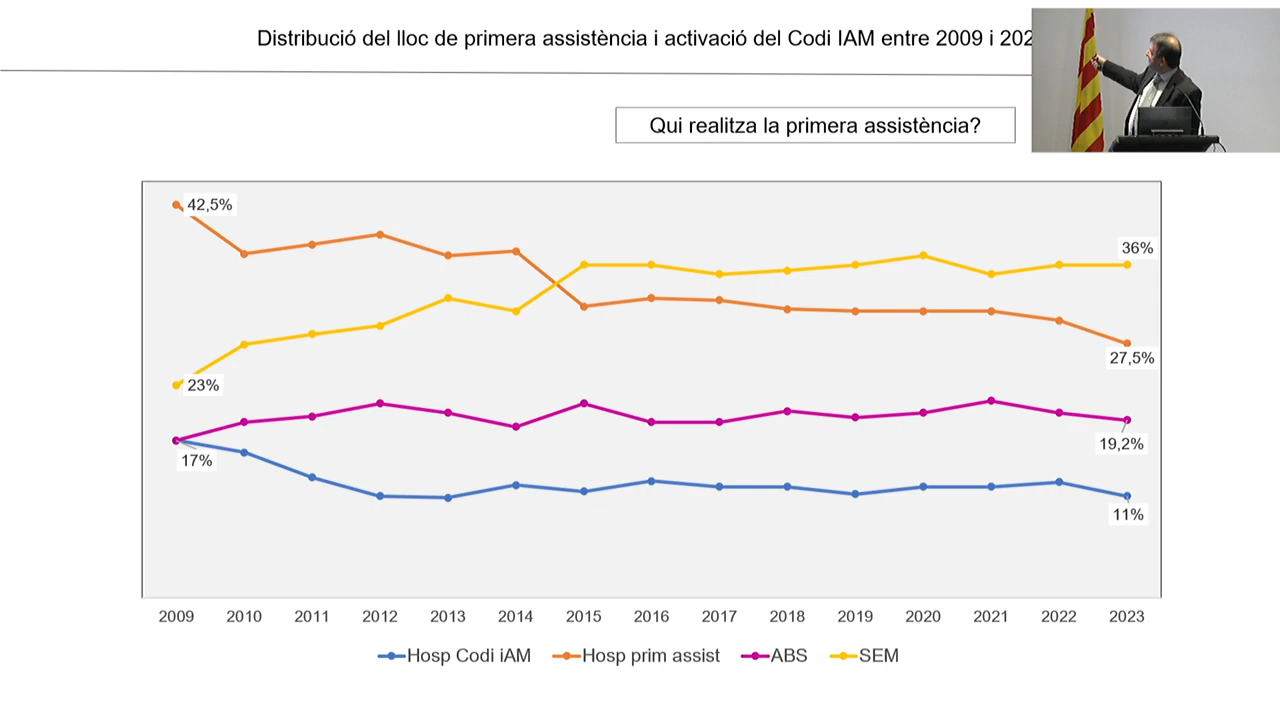 Distribució del lloc de primera assistència i activació del Codi IAM entre 2009 i 202
Qui realitza la primera assistència?
42,5%
36%
27,5%
23%
19,2%
17%
11%
2009 2010 2011 2012 2013 2014 2015 2016 2017 2018 2019 2020 2021 2022 2023
Hosp Codi iAM Hosp prim assist ABS SEM